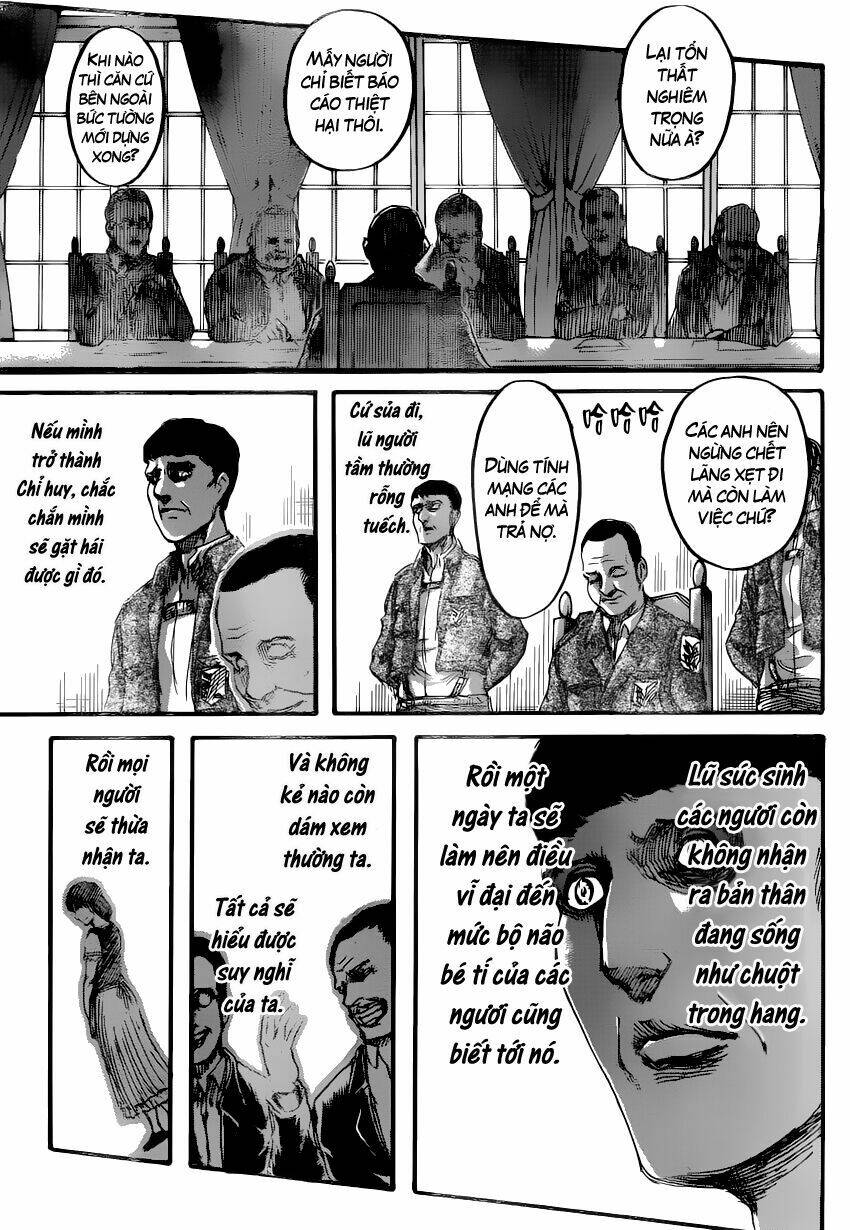 LẠI TỔN
THẤT
NGHIÊM
TRỌNG
NỮA À?
MẤY NGƯỜI
CHỈ BIẾT BÁO
CÁO THIỆT
HẠI THÔI.
KHI NÀO
THÌ CĂN CỨ
BÊN NGOÀI
BỨC TƯỜNG
MỚI DỰNG
XONG?
CÁC ANH NÊN
NGỪNG CHẾT
LÃNG XẸT ĐI
MÀ CÒN LÀM
VIỆC CHỨ?
DÙNG TÍNH
MẠNG CÁC
ANH ĐỂ MÀ
TRẢ NỢ.
Cứ sủa đi,
lũ người
tầm thường
rỗng
tuếch.
Nếu mình
trở thành
Chỉ huy, chắc
chắn mình
sẽ gặt hái
được gì đó.
Lũ súc sinh
các ngươi còn
không nhận
ra bản thân
đang sống
như chuột
trong hang.
Rồi một
ngày ta sẽ
làm nên điều
vĩ đại đến
mức bộ não
bé tí của các
ngươi cũng
biết tới nó.
Và không
kẻ nào còn
dám xem
thường ta.
Tất cả sẽ
hiểu được
suy nghĩ
của ta.
Rồi mọi
người
sẽ thừa
nhận ta.